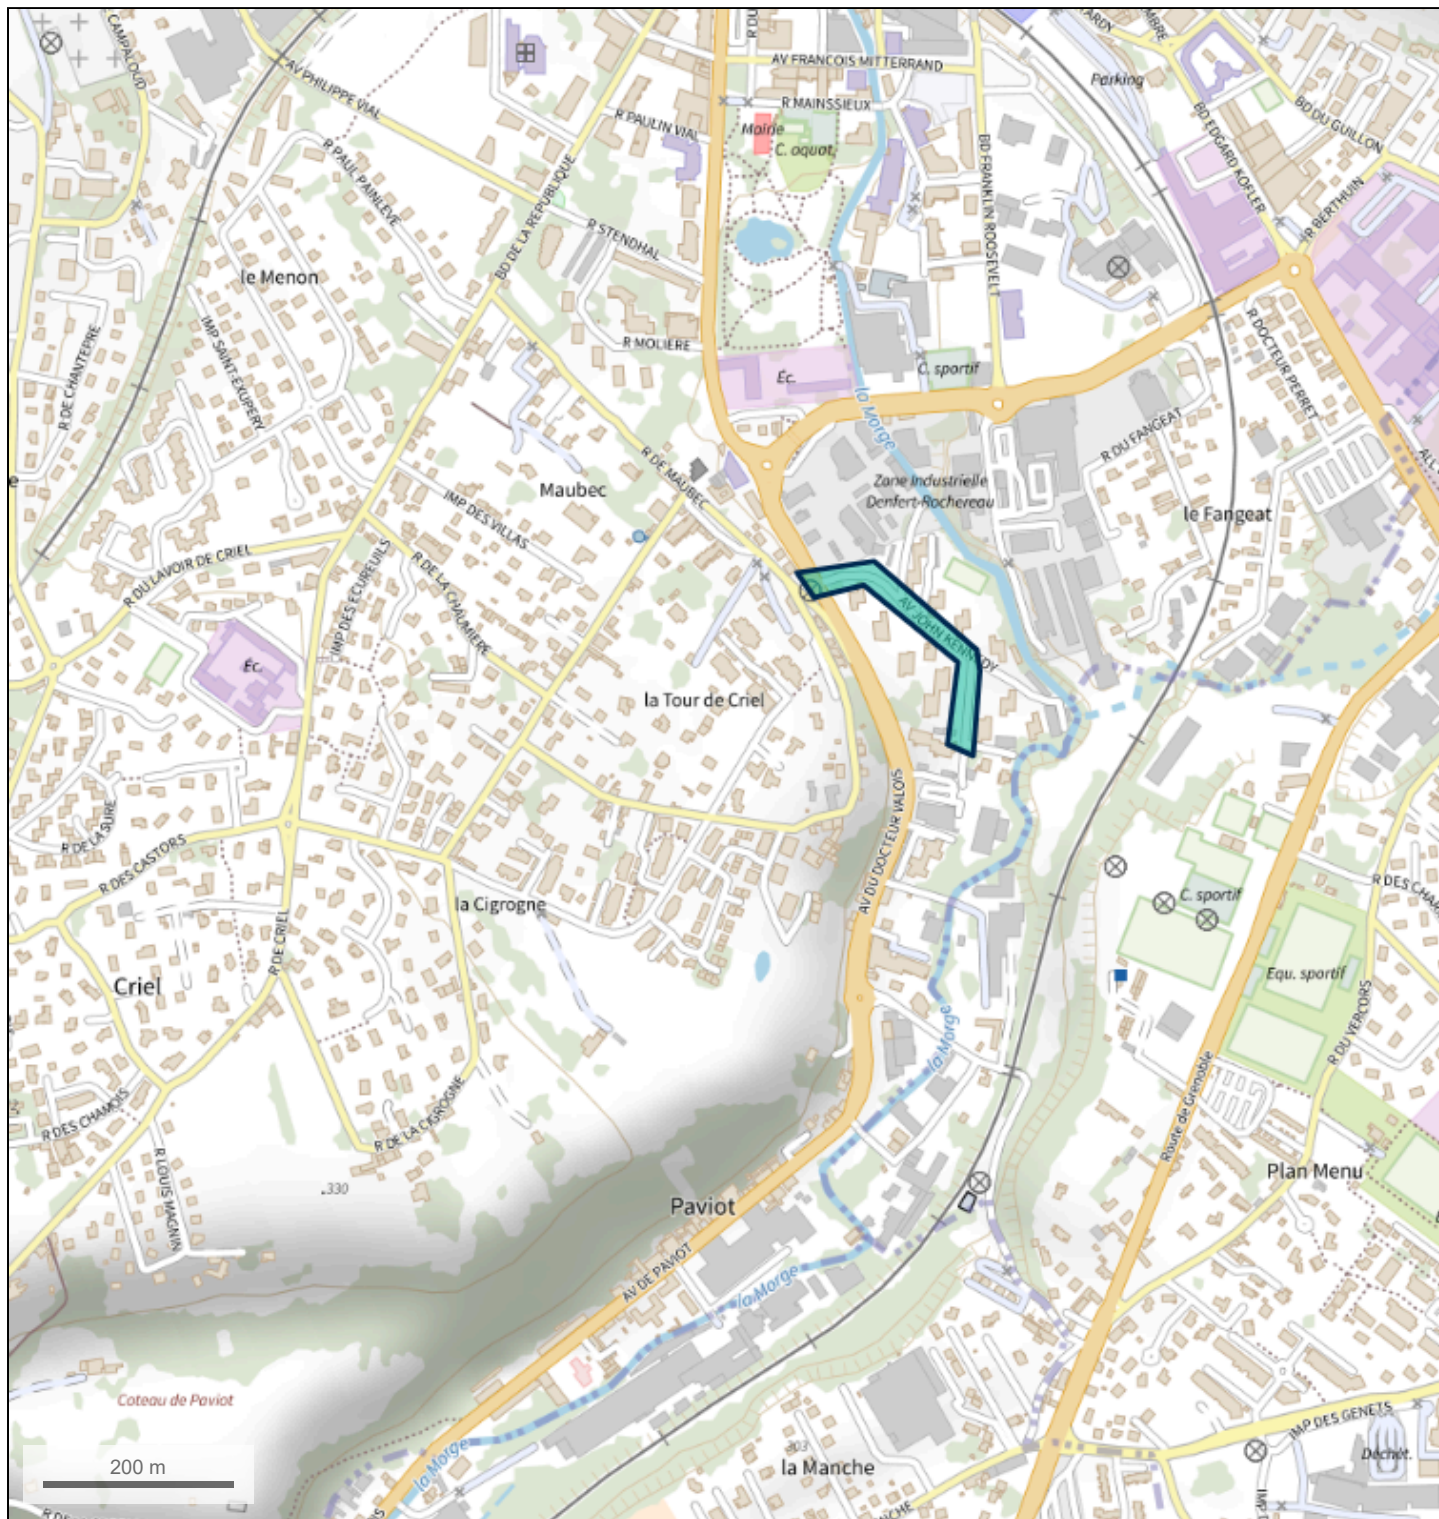 CAMPALOUD
AV PHILIPPE VIAL
AV FRANCOIS MITTERRAND
Parking
BD DU GUILLON
R MAINSSIEUX
R PAULIN VIAL
Mairie
C. aquat.
R PAUL PAINLEVE
BD EDGARD KOFLER
R BERTHUIN
BD DE LA REPUBLIQUE
BD FRANKLIN ROOSEVELT
R STENDHAL
le Menon
IMP SAINT-EXUPERY
R DE CHANTEPRE
R MOLIERE
R DOCTEUR PERRET
Éc.
C. sportif
la Morge
R DU FANGEAT
R DE MAUBEC
Maubec
Zone Industrielle
Denfert-Rochereau
IMP DES VILLAS
le Fangeat
R DU LAVOIR DE CRIEL
IMP DES ECUREUILS
R DE LA CHAUMIERE
AV JOHN KENNEDY
Éc.
la Tour de Criel
AV DU DOCTEUR VALOIS
R DE LA SURE
R DES CASTORS
la Cigrogne
C. sportif
R DE CRIEL
Equ. sportif
Criel
R DU VERCORS
la Morge
Route de Grenoble
R DES CHAMOIS
R DE LA CIGROGNE
R LOUIS MAGNIN
330
Plan Menu
Paviot
AV DE PAVIOT
la Morge
Coteau de Paviot
IMP DES GENETS
303
la Manche
Déchèt.
la Morge
200 m